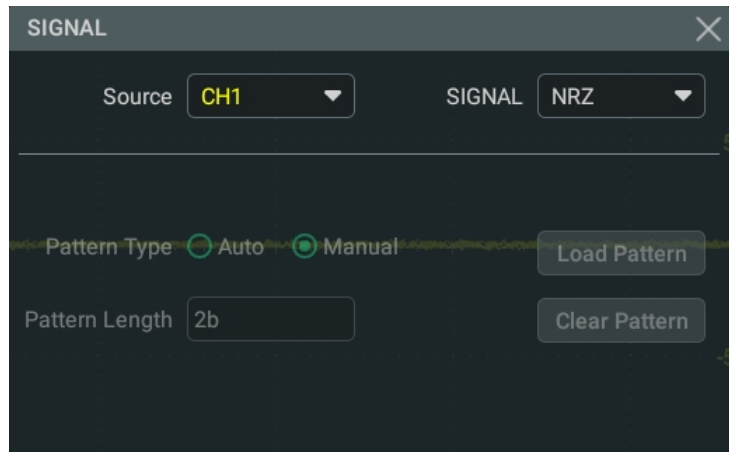 SIGNAL
Source CH1 SIGNAL NRZ
Pattern Type Auto Manual Load Pattern
Pattern Length 2b Clear Pattern